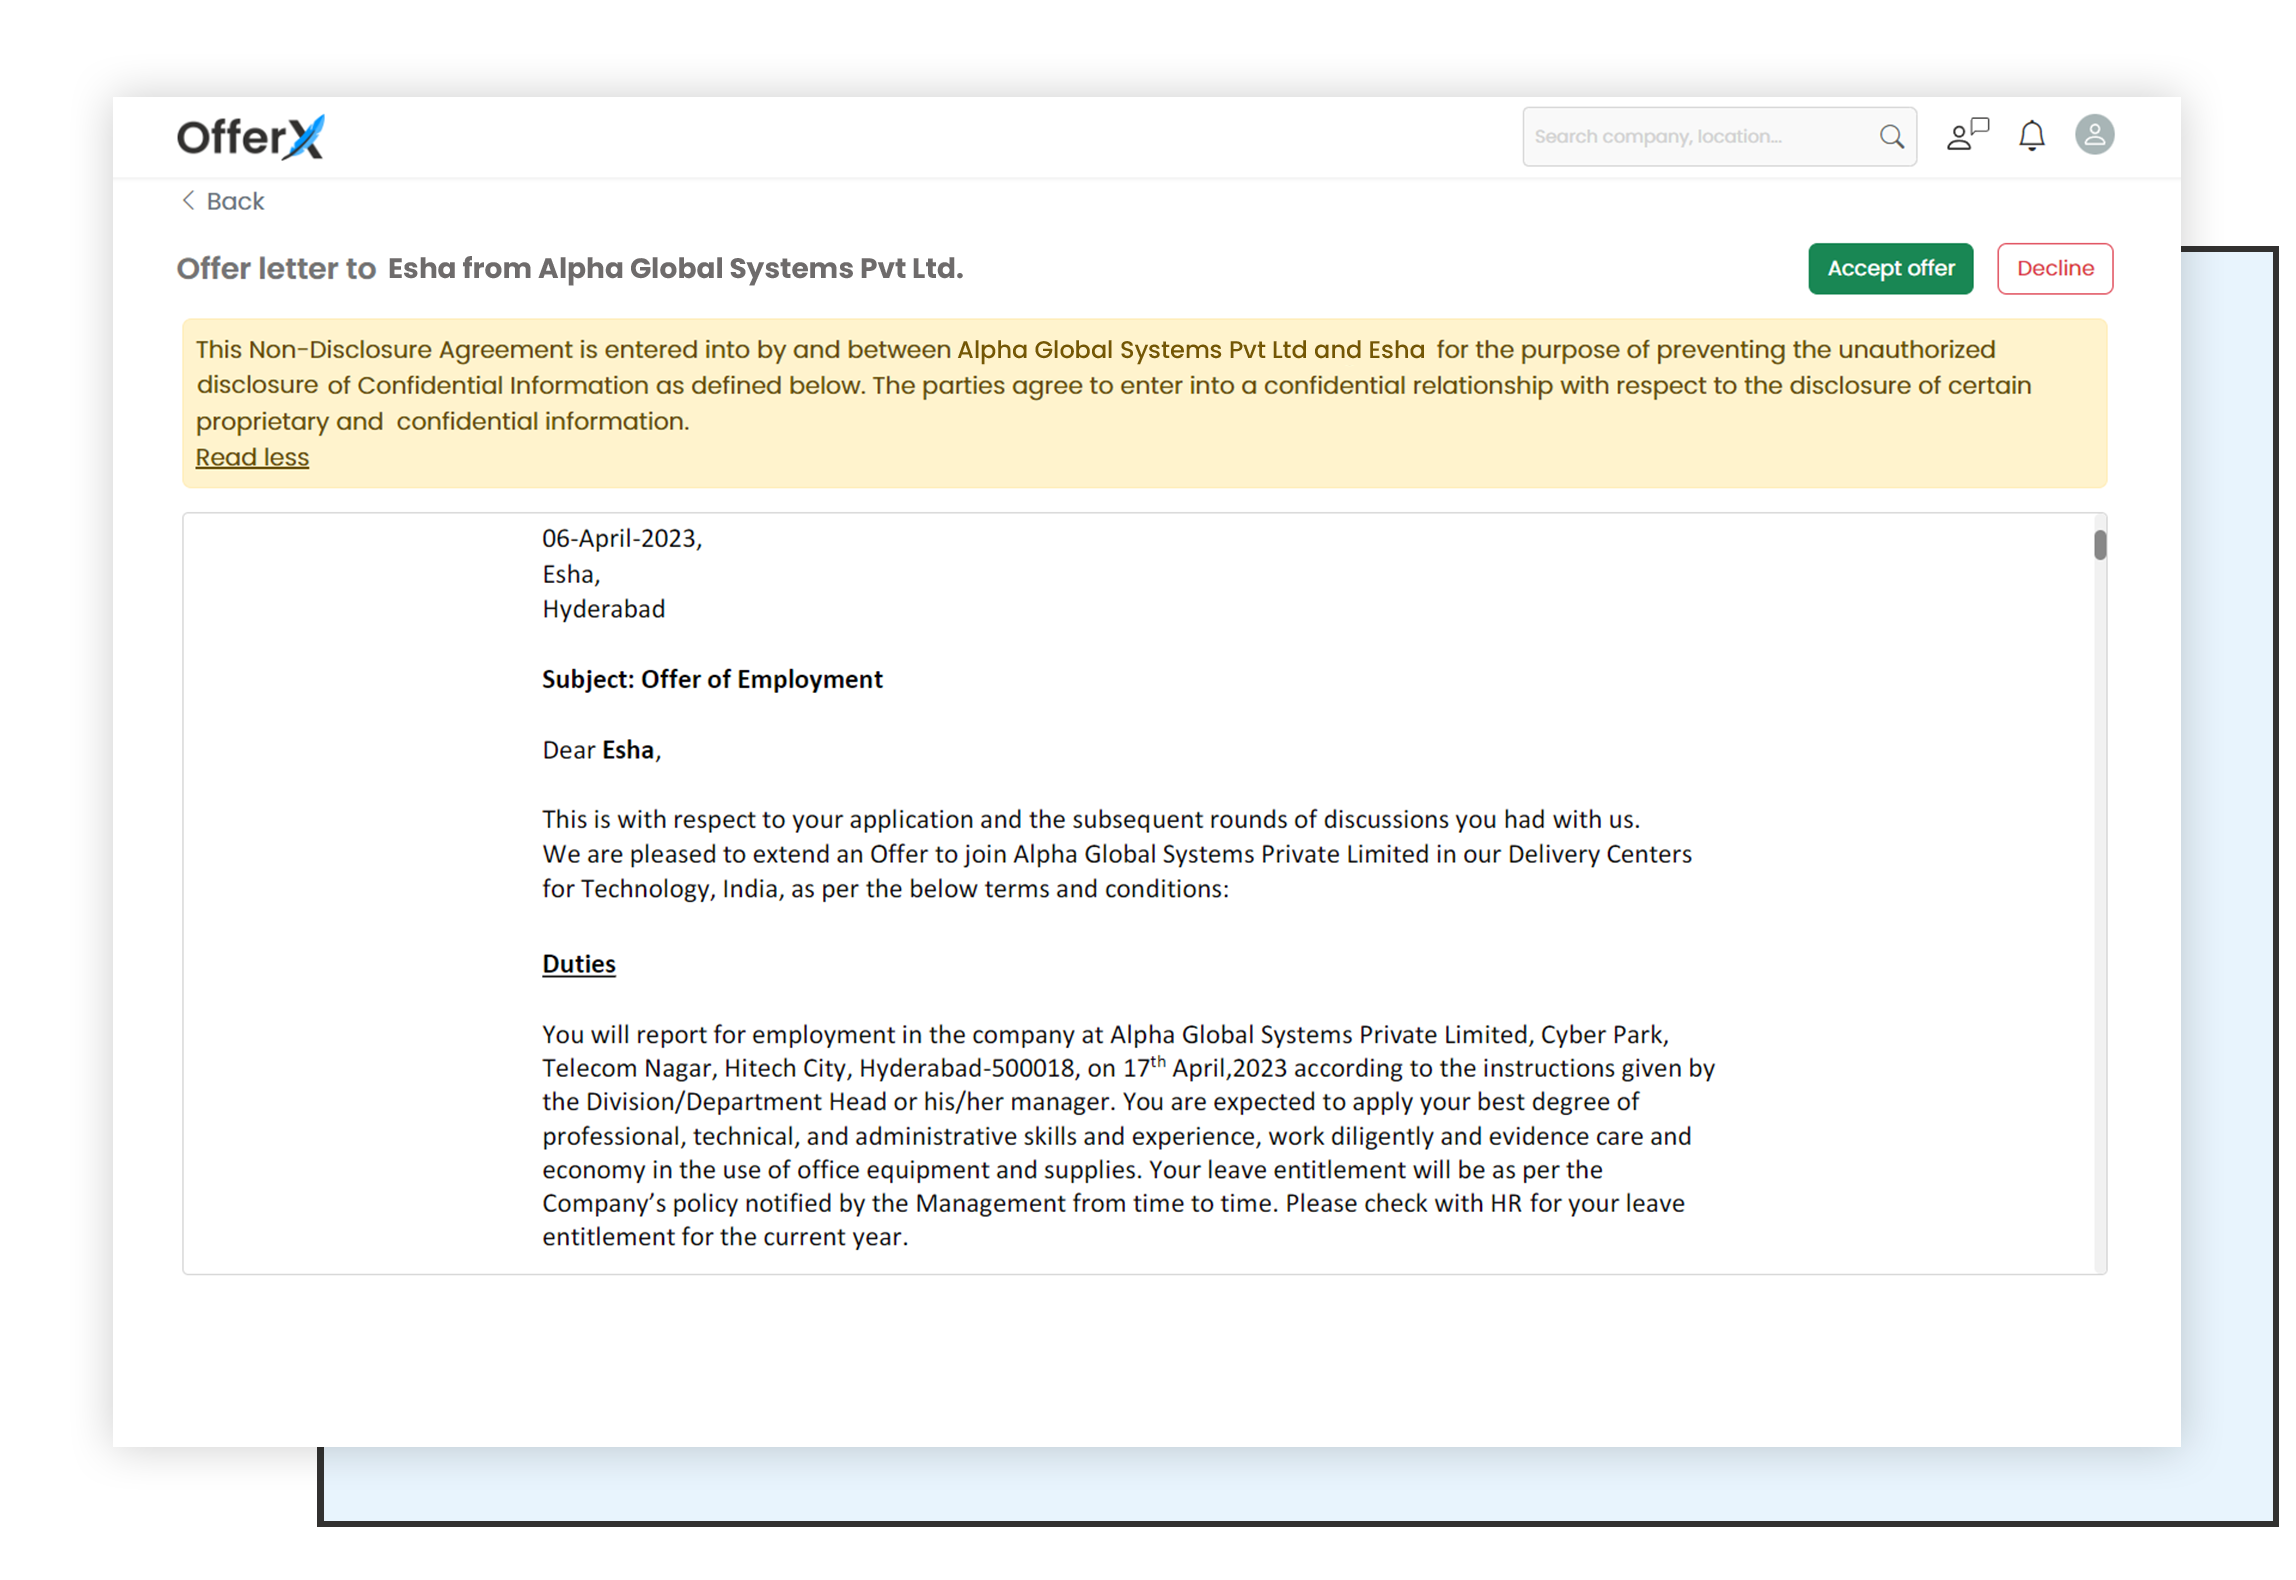 OfferX
Search company, location...
Back
Offer letter to Esha from Alpha Global Systems Pvt Ltd.
Accept offer
Decline
This Non-Disclosure Agreement is entered into by and between Alpha Global Systems Pvt Ltd and Esha for the purpose of preventing the unauthorized
disclosure of Confidential Information as defined below. The parties agree to enter into a confidential relationship with respect to the disclosure of certain
proprietary and confidential information.
Read less
06-April-2023,
Esha,
Hyderabad
Subject: Offer of Employment
Dear Esha,
This is with respect to your application and the subsequent rounds of discussions you had with us.
We are pleased to extend an Offer to join Alpha Global Systems Private Limited in our Delivery Centers
for Technology, India, as per the below terms and conditions:
Duties
You will report for employment in the company at Alpha Global Systems Private Limited, Cyber Park,
Telecom Nagar, Hitech City, Hyderabad-500018, on 17th April,2023 according to the instructions given by
the Division/Department Head or his/her manager. You are expected to apply your best degree of
professional, technical, and administrative skills and experience, work diligently and evidence care and
economy in the use of office equipment and supplies. Your leave entitlement will be as per the
Company’s policy notified by the Management from time to time. Please check with HR for your leave
entitlement for the current year.